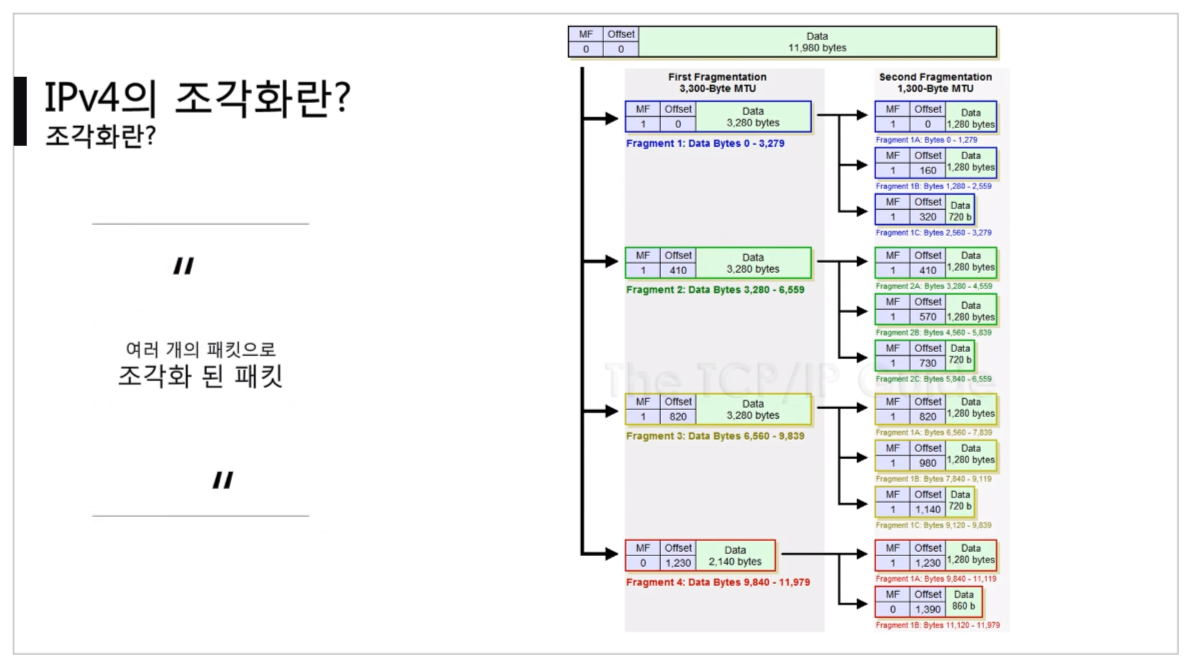 IPv4의 조각화란?
조각화란?
〃
여러 개의 패킷으로
조각화 된 패킷
〃
MF Offset Data
0 0 11,980 bytes
First Fragmentation
3,300-Byte MTU
MF Offset Data
1 0 3,280 bytes
Fragment 1: Data Bytes 0 - 3,279
MF Offset Data
1 410 3,280 bytes
Fragment 2: Data Bytes 3,280 - 6,559
MF Offset Data
1 820 3,280 bytes
Fragment 3: Data Bytes 6,560 - 9,839
MF Offset Data
0 1,230 2,140 bytes
Fragment 4: Data Bytes 9,840 - 11,979
Second Fragmentation
1,300-Byte MTU
MF Offset Data
1 0 1,280 bytes
Fragment 1A: Bytes 0 - 1,279
MF Offset Data
1 160 1,280 bytes
Fragment 1B: Bytes 1,280 - 2,559
MF Offset Data
1 320 720 b
Fragment 1C: Bytes 2,560 - 3,279
MF Offset Data
1 410 1,280 bytes
Fragment 2A: Bytes 3,280 - 4,559
MF Offset Data
1 570 1,280 bytes
Fragment 2B: Bytes 4,560 - 5,839
MF Offset Data
1 730 720 b
Fragment 2C: Bytes 5,840 - 6,559
MF Offset Data
1 820 1,280 bytes
Fragment 1A: Bytes 6,560 - 7,839
MF Offset Data
1 980 1,280 bytes
Fragment 1B: Bytes 7,840 - 9,119
MF Offset Data
1 1,140 720 b
Fragment 1C: Bytes 9,120 - 9,839
MF Offset Data
1 1,230 1,280 bytes
Fragment 1A: Bytes 9,840 - 11,119
MF Offset Data
0 1,390 860 b
Fragment 1B: Bytes 11,120 - 11,979
The TCP/IP Guide